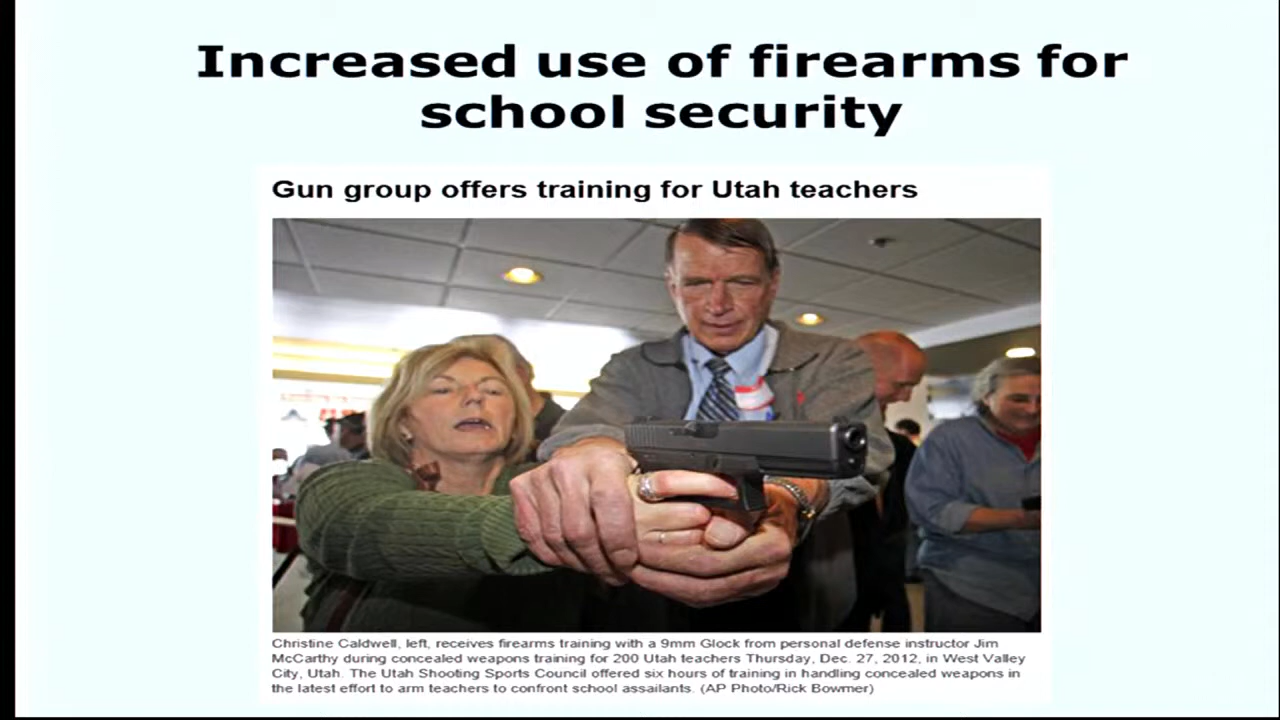 Increased use of firearms for
school security
Gun group offers training for Utah teachers
Christine Caldwell, left, receives firearms training with a 9mm Glock from personal defense instructor Jim
McCarthy during concealed weapons training for 200 Utah teachers Thursday, Dec. 27, 2012, in West Valley
City, Utah. The Utah Shooting Sports Council offered six hours of training in handling concealed weapons in
the latest effort to arm teachers to confront school assailants. (AP Photo/Rick Bowmer)